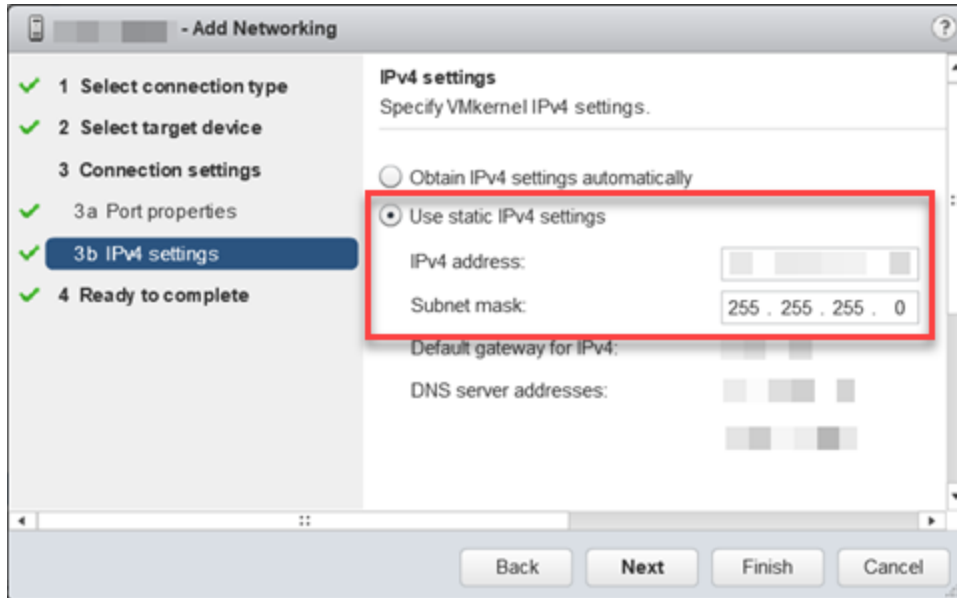 - Add Networking
?
1 Select connection type
2 Select target device
3 Connection settings
3a Port properties
3b IPv4 settings
4 Ready to complete
IPv4 settings
Specify VMkernel IPv4 settings.
Obtain IPv4 settings automatically
Use static IPv4 settings
IPv4 address:
Subnet mask: 255 . 255 . 255 . 0
Default gateway for IPv4:
DNS server addresses:
Back Next Finish Cancel